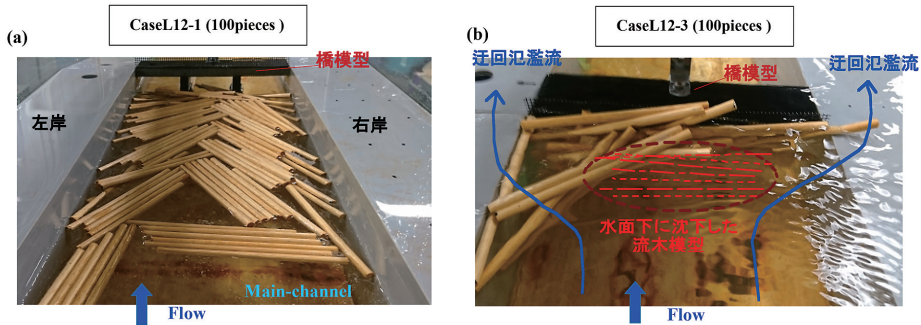 CaseL12-1 (100pieces )
(a)
橋模型
左岸
右岸
Main-channel
Flow
CaseL12-3 (100pieces )
(b)
迂回氾濫流
橋模型
迂回氾濫流
水面下に沈下した
流木模型
Flow